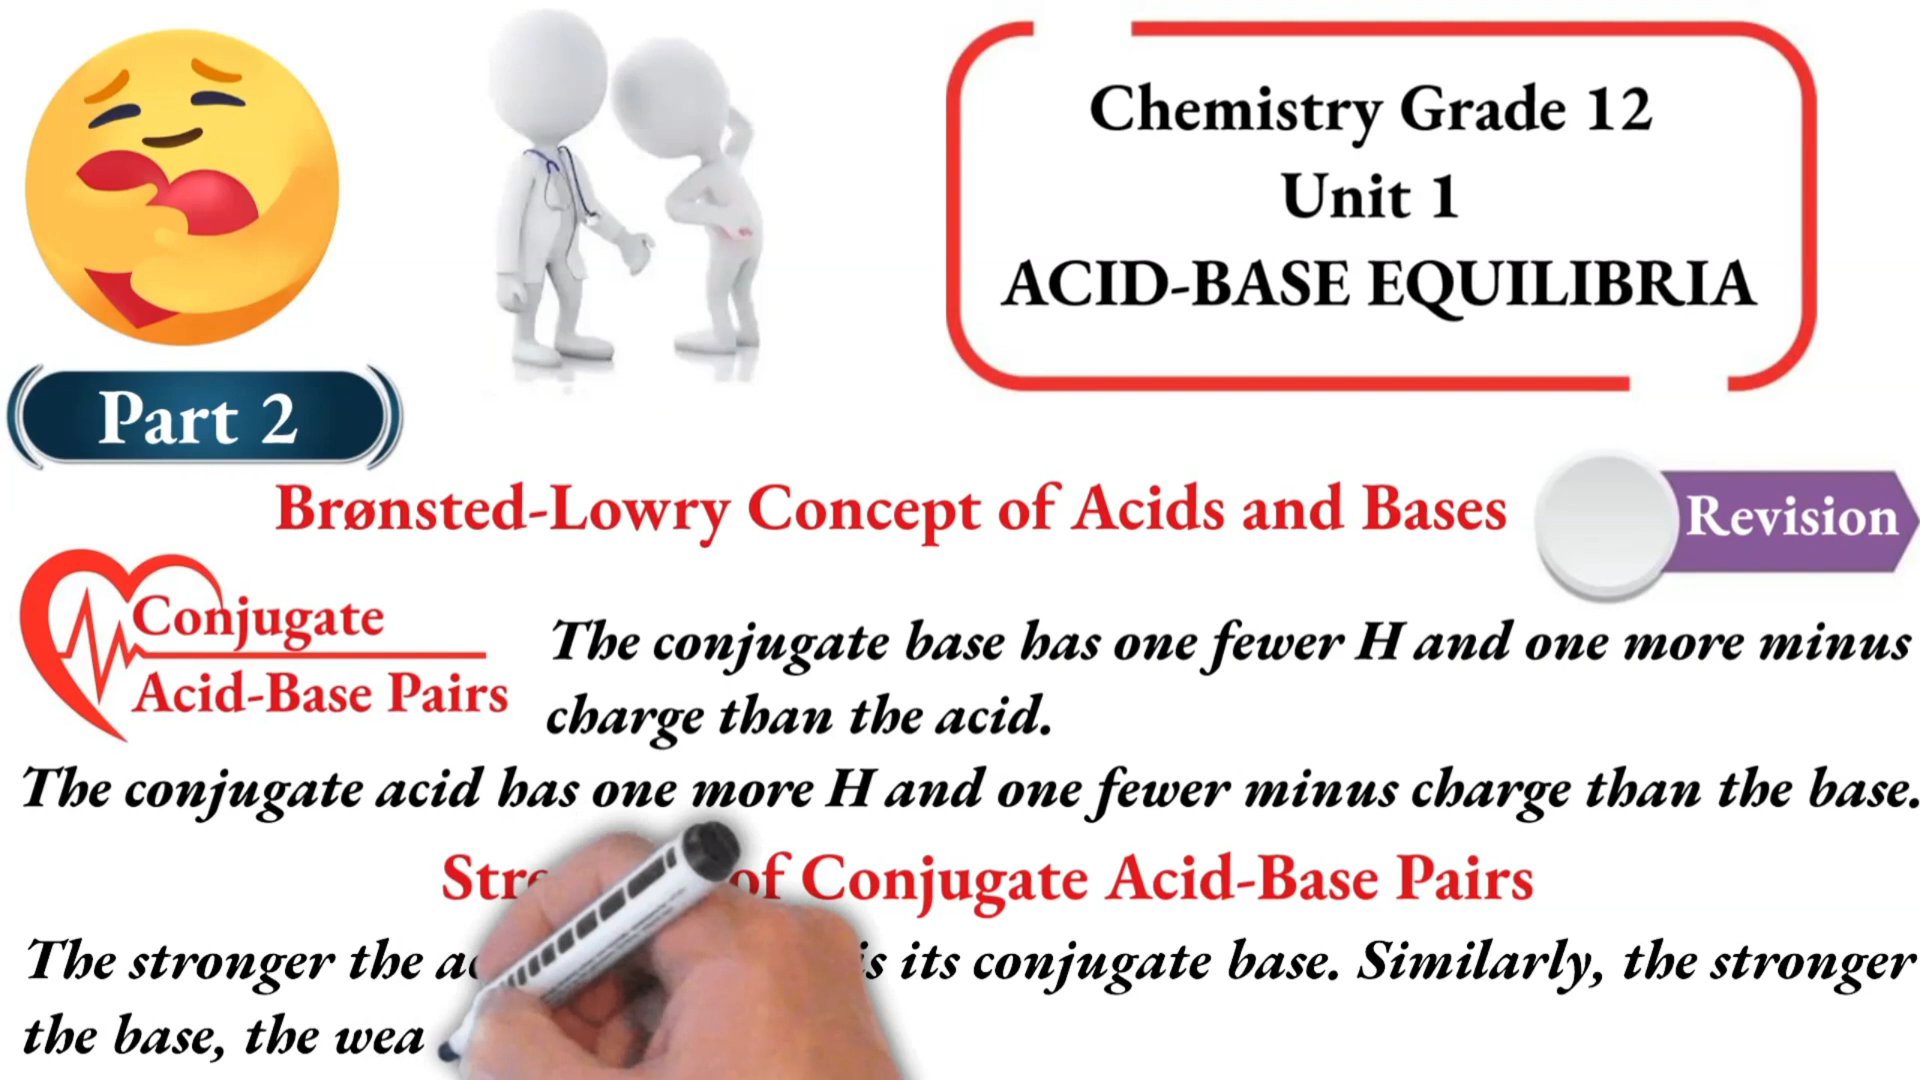 Chemistry Grade 12
Unit 1
ACID-BASE EQUILIBRIA
Part 2
Brønsted-Lowry Concept of Acids and Bases
Revision
Conjugate
Acid-Base Pairs
The conjugate base has one fewer H and one more minus
charge than the acid.
The conjugate acid has one more H and one fewer minus charge than the base.
of Conjugate Acid-Base Pairs
The stronger the is its conjugate base. Similarly, the stronger
the base, the wea